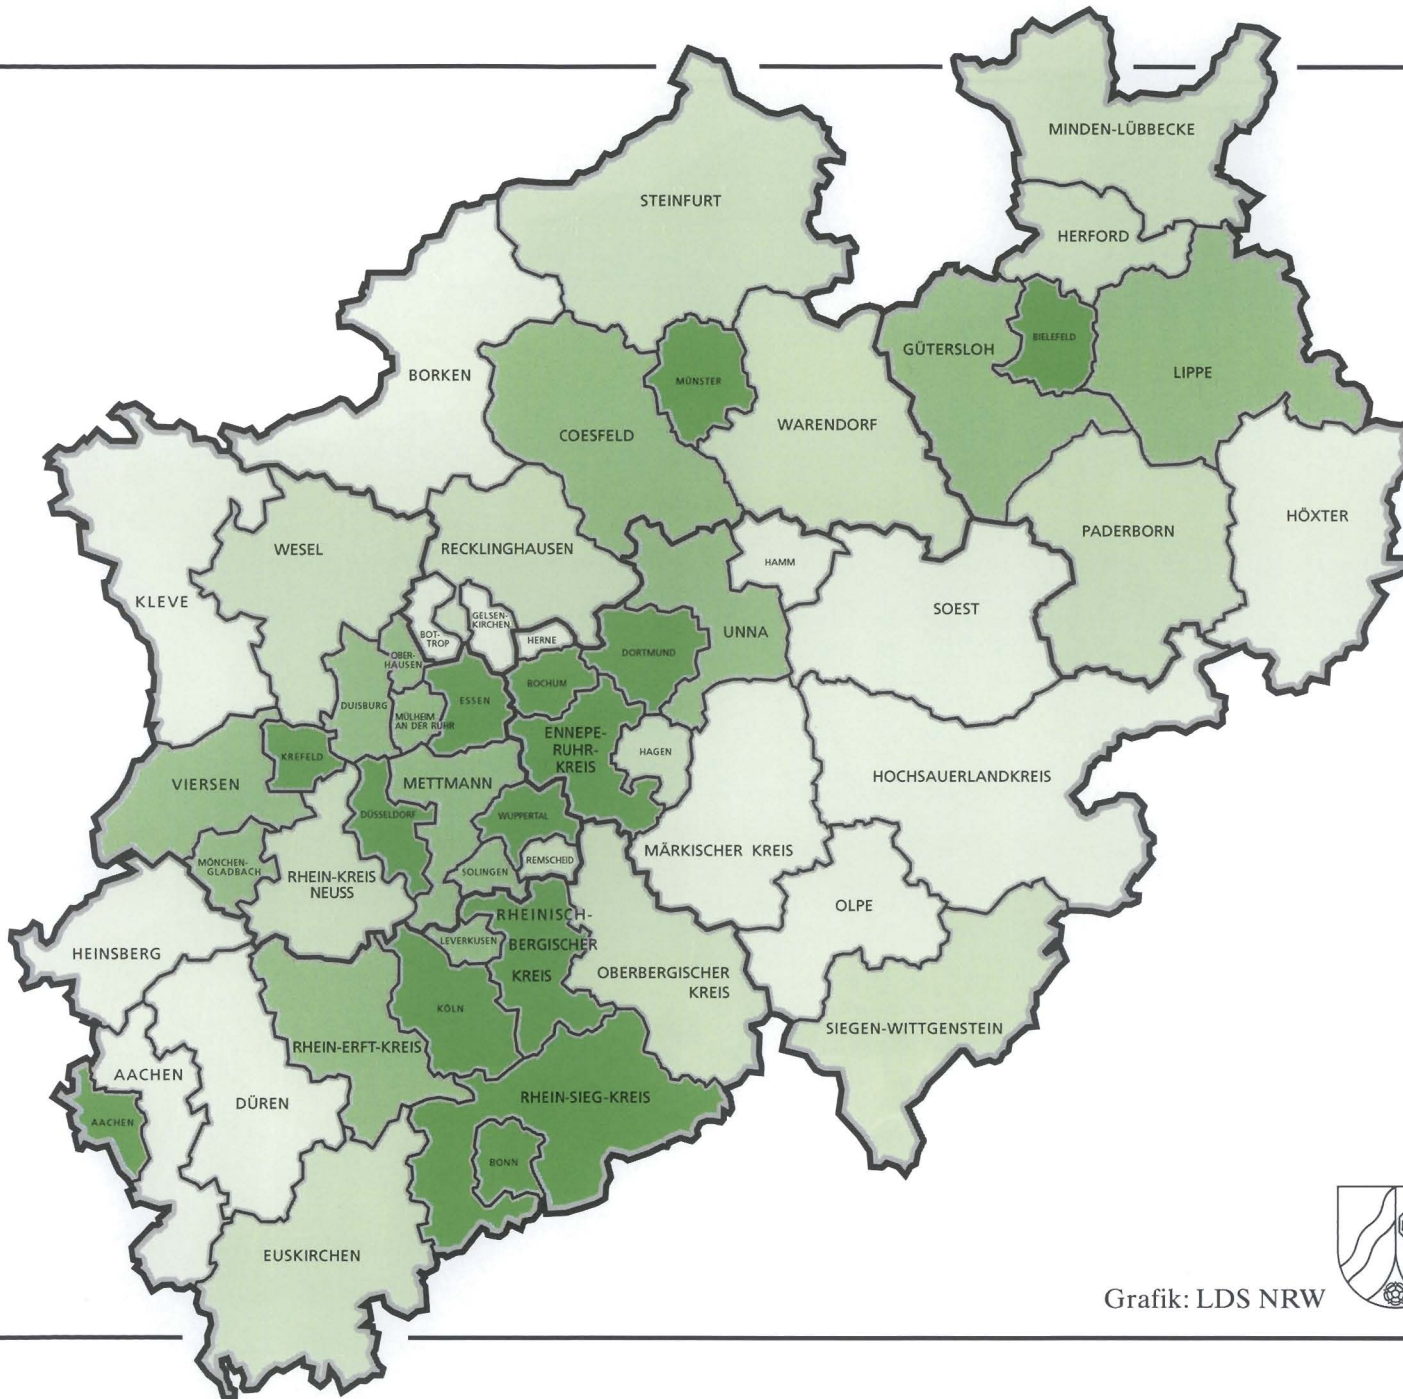 MINDEN-LÜBBECKE
STEINFURT
HERFORD
BIELEFELD
GÜTERSLOH
LIPPE
BORKEN
MÜNSTER
WARENDORF
COESFELD
HÖXTER
PADERBORN
WESEL
RECKLINGHAUSEN
HAMM
KLEVE
SOEST
GELSEN-
KIRCHEN
BOT-
TROP
HERNE
UNNA
OBER-
HAUSEN
DORTMUND
BOCHUM
ESSEN
DUISBURG
MÜLHEIM
AN DER RUHR
ENNEPE-
RUHR-
KREIS
HAGEN
KREFELD
HOCHSAUERLANDKREIS
VIERSEN
METTMANN
DÜSSELDORF
WUPPERTAL
MÄRKISCHER KREIS
REMSCHEID
MÖNCHEN-
GLADBACH
SOLINGEN
RHEIN-KREIS
NEUSS
OLPE
RHEINISCH-
BERGISCHER
KREIS
LEVERKUSEN
HEINSBERG
OBERBERGISCHER
KREIS
KÖLN
SIEGEN-WITTGENSTEIN
RHEIN-ERFT-KREIS
AACHEN
DÜREN
RHEIN-SIEG-KREIS
AACHEN
BONN
EUSKIRCHEN
Grafik: LDS NRW